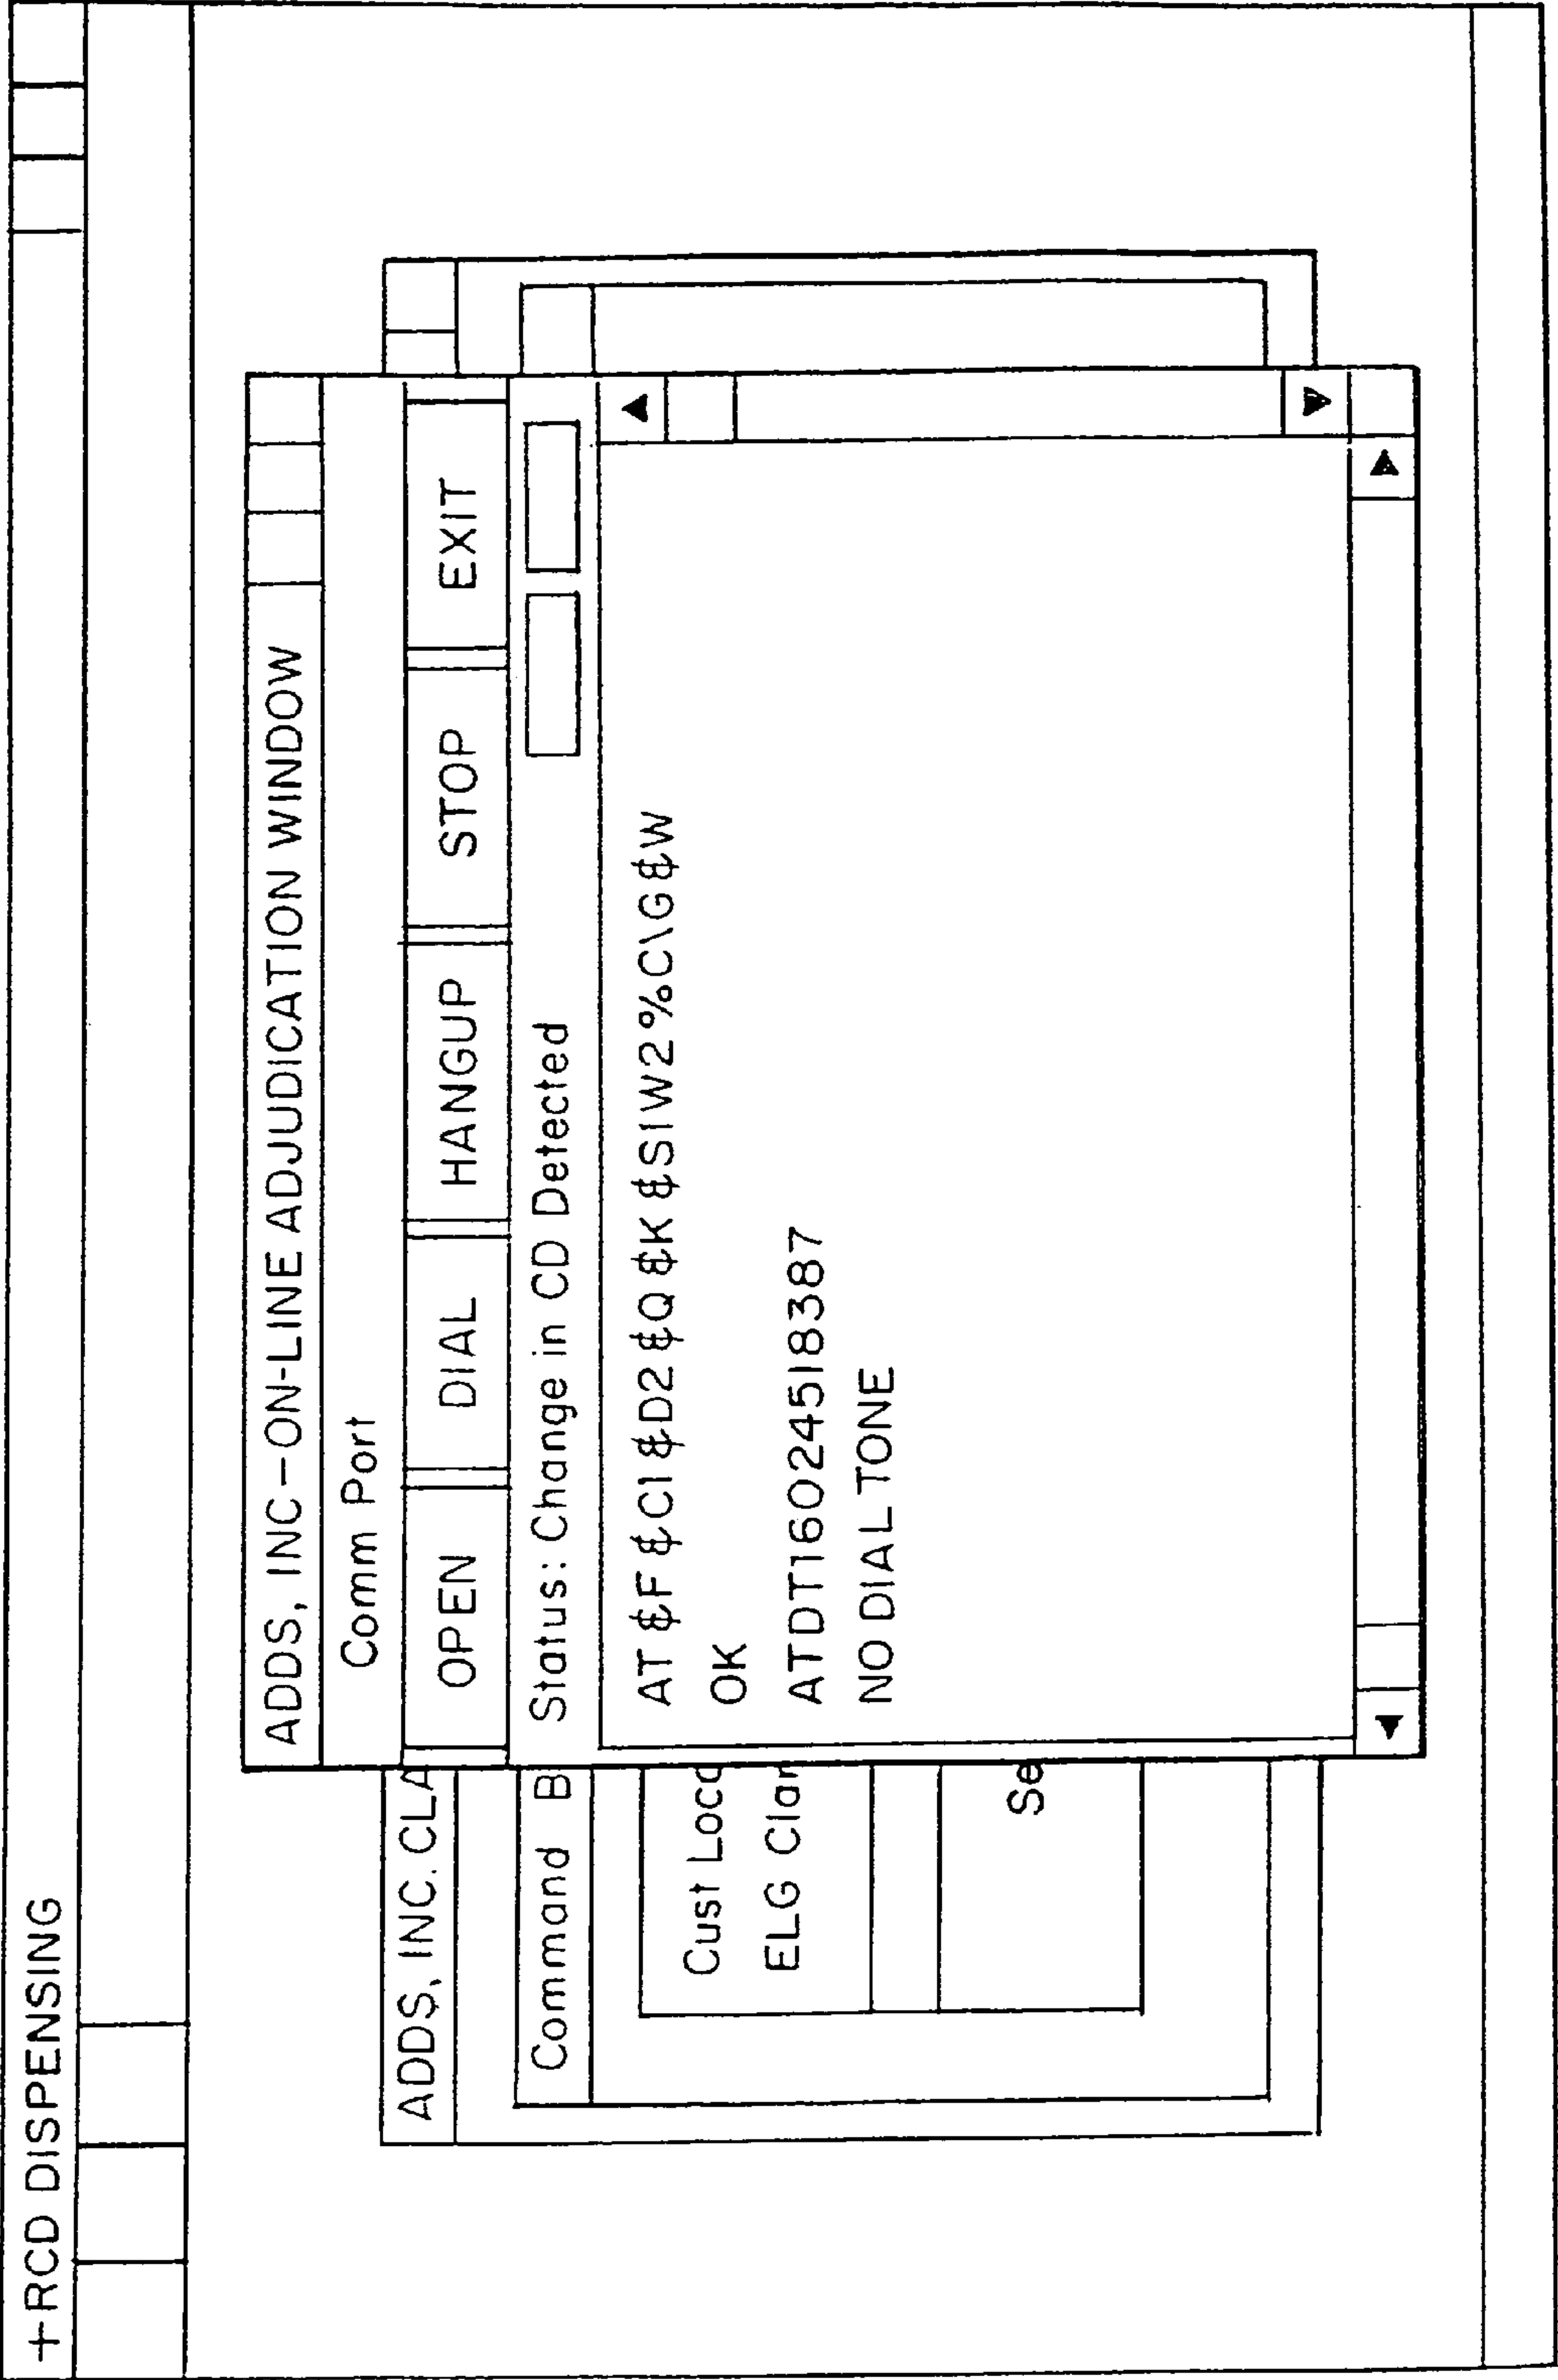 +RCD DISPENSING
ADDS, INC. CLA
ADDS, INC-ON-LINE ADJUDICATION WINDOW
Comm Port
OPEN DIAL HANGUP STOP EXIT
Command B
Status: Change in CD Detected
AT&F&C1&D2&Q&K&S1W2%C\G&W
OK
ATDT16024518387
NO DIAL TONE
Cust Loca
ELG Clar
Se